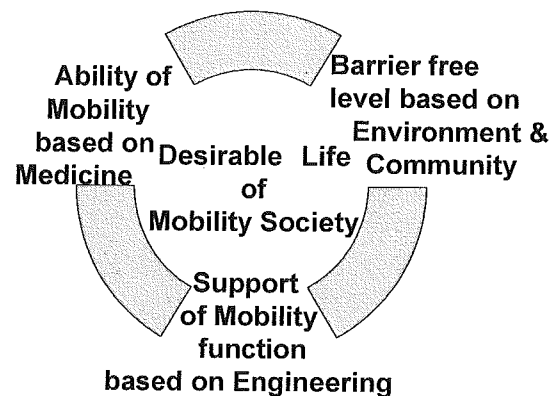 Ability of
Mobility
based on
Medicine
Barrier free
level based on
Environment &
Community
Desirable Life
of
Mobility Society
Support
of Mobility
function
based on Engineering